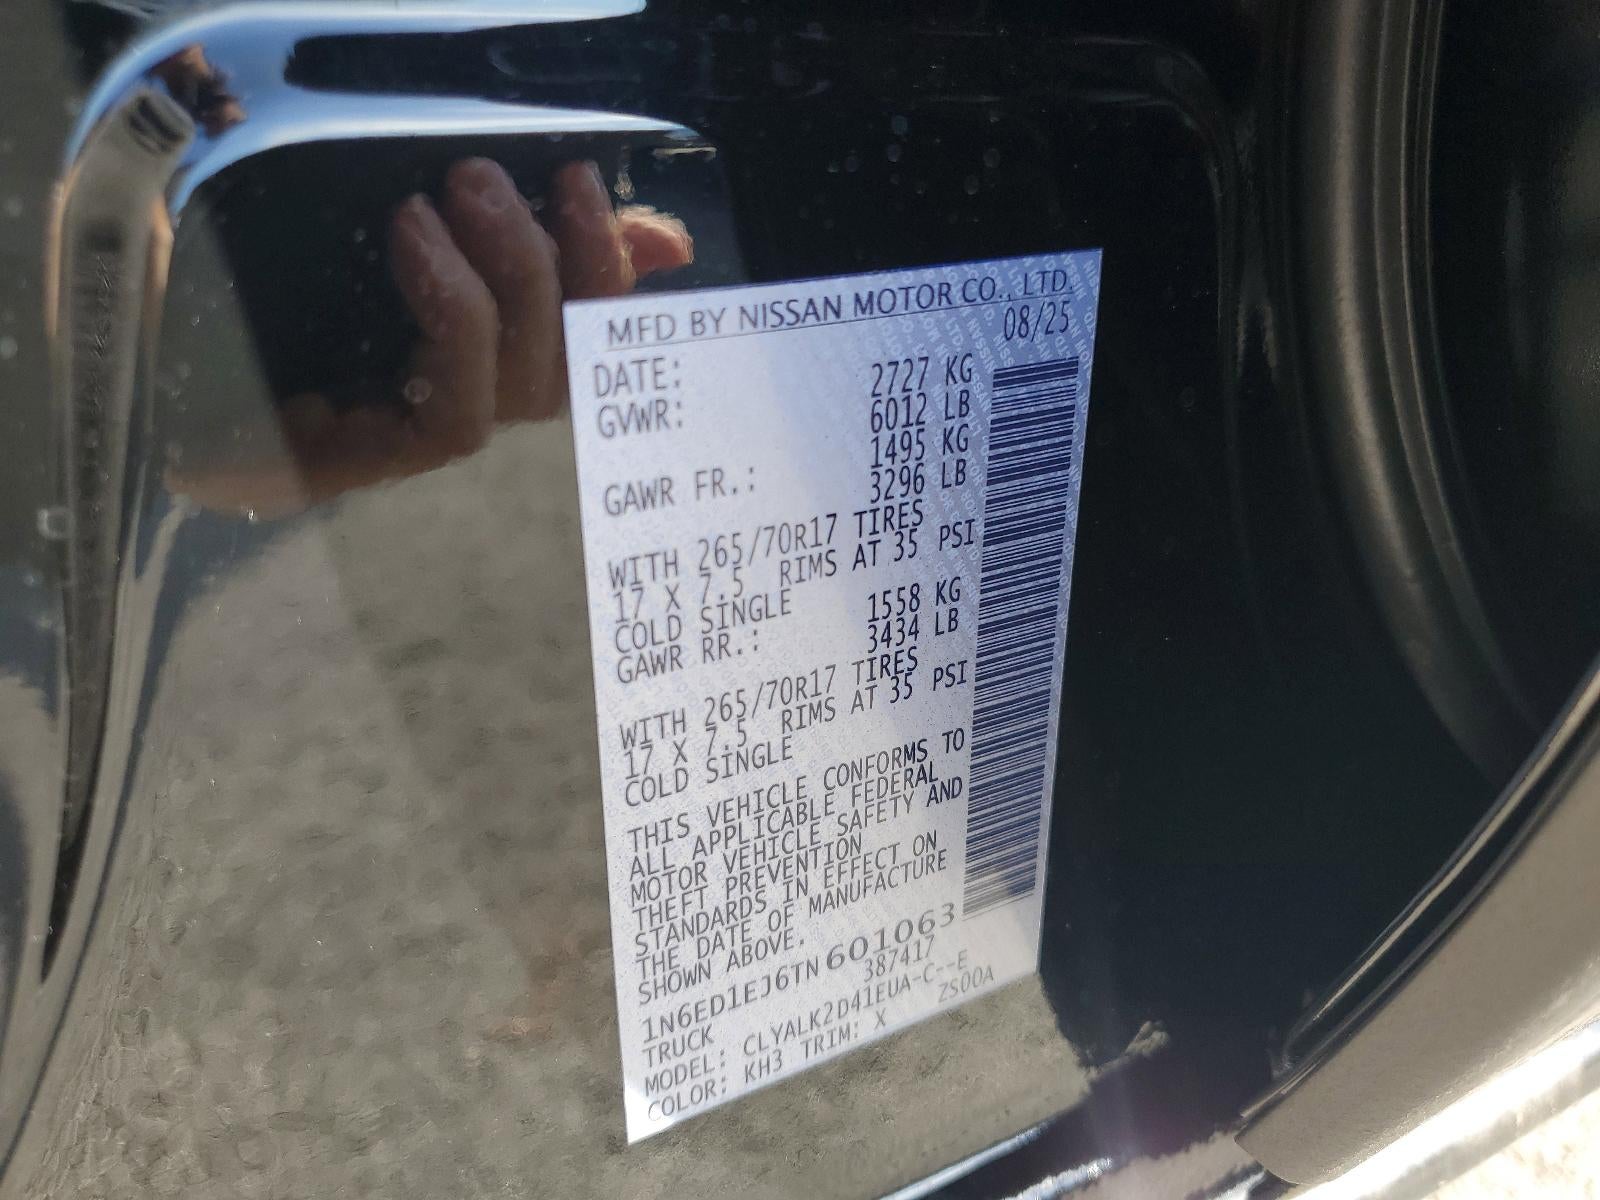 MFD BY NISSAN MOTOR CO., LTD.
DATE: 08/25
GVWR: 2727 KG
6012 LB
GAWR FR.: 1495 KG
3296 LB
WITH 265/70R17 TIRES
17 X 7.5 RIMS AT 35 PSI
COLD SINGLE
GAWR RR.: 1558 KG
3434 LB
WITH 265/70R17 TIRES
17 X 7.5 RIMS AT 35 PSI
COLD SINGLE
THIS VEHICLE CONFORMS TO
ALL APPLICABLE FEDERAL
MOTOR VEHICLE SAFETY AND
THEFT PREVENTION
STANDARDS IN EFFECT ON
THE DATE OF MANUFACTURE
SHOWN ABOVE.
1N6ED1EJ6TN601063
TRUCK 387417
MODEL: CLYALK2D41EUA-C--E
COLOR: KH3 TRIM: X ZS00A